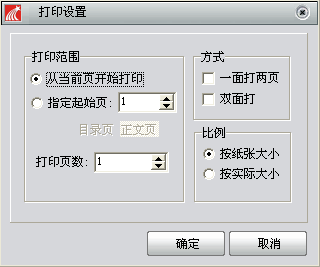 打印设置
打印范围
从当前页开始打印
指定起始页: 1
目录页 正文页
打印页数: 1
方式
一面打两页
双面打
比例
按纸张大小
按实际大小
确定 取消